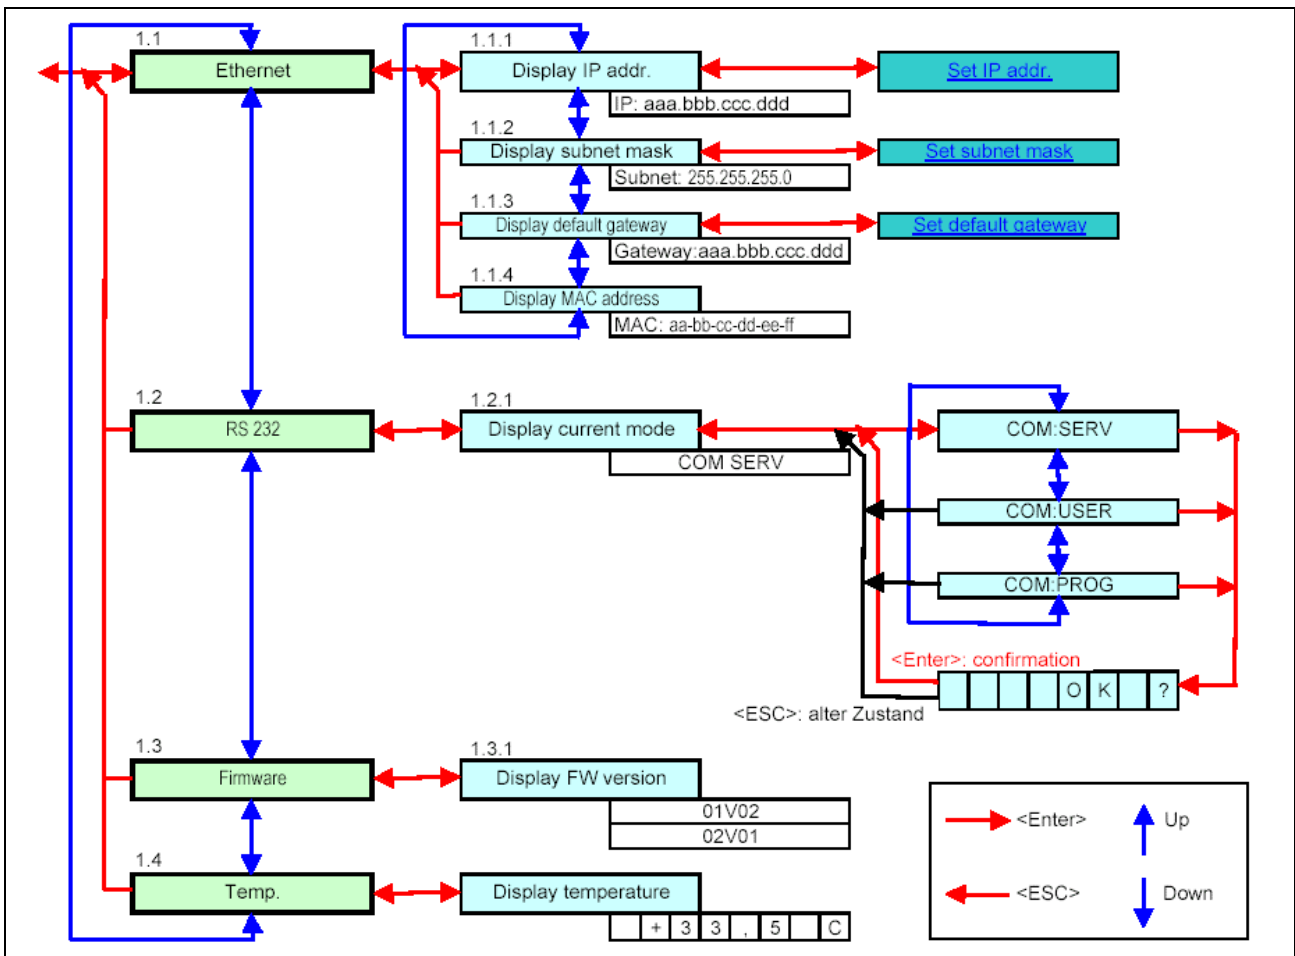 1.1
Ethernet
1.1.1
Display IP addr.
Set IP addr.
IP: aaa.bbb.ccc.ddd
1.1.2
Display subnet mask
Set subnet mask
Subnet: 255.255.255.0
1.1.3
Display default gateway
Set default gateway
Gateway:aaa.bbb.ccc.ddd
1.1.4
Display MAC address
MAC: aa-bb-cc-dd-ee-ff
1.2
RS 232
1.2.1
Display current mode
COM SERV
COM:SERV
COM:USER
COM:PROG
<Enter>: confirmation
O K ?
<ESC>: alter Zustand
1.3
Firmware
1.3.1
Display FW version
01V02
02V01
1.4
Temp.
Display temperature
+ 3 3 , 5 C
<Enter>
Up
<ESC>
Down